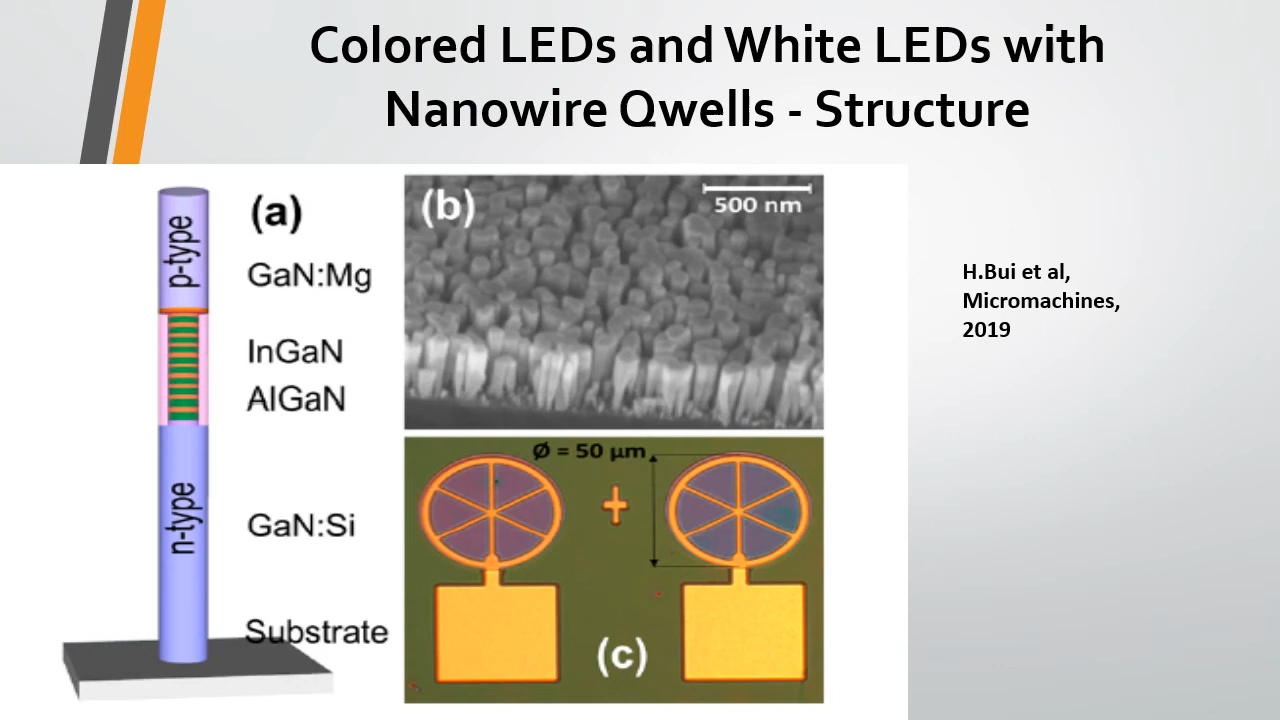 Colored LEDs and White LEDs with
Nanowire Qwells - Structure
(a)
p-type
GaN:Mg
InGaN
AlGaN
n-type
GaN:Si
Substrate
(b)
500 nm
Ø = 50 µm
(c)
H.Bui et al,
Micromachines,
2019